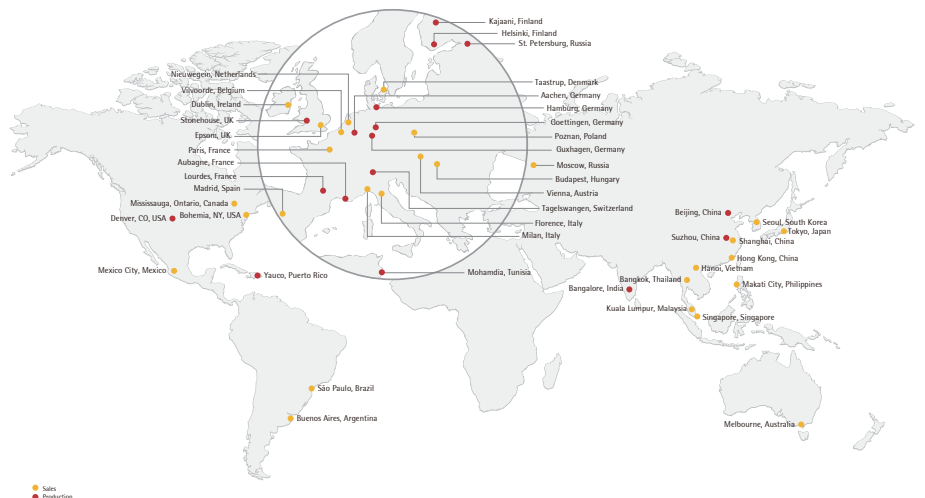 Kajaani, Finland
Helsinki, Finland
St. Petersburg, Russia
Nieuwegein, Netherlands
Vilvoorde, Belgium
Dublin, Ireland
Stonehouse, UK
Epsom, UK
Paris, France
Aubagne, France
Lourdes, France
Madrid, Spain
Mississauga, Ontario, Canada
Denver, CO, USA
Bohemia, NY, USA
Mexico City, Mexico
Yauco, Puerto Rico
São Paulo, Brazil
Buenos Aires, Argentina
Taastrup, Denmark
Aachen, Germany
Hamburg, Germany
Goettingen, Germany
Poznan, Poland
Guxhagen, Germany
Moscow, Russia
Budapest, Hungary
Vienna, Austria
Tagelswangen, Switzerland
Florence, Italy
Milan, Italy
Mohamdia, Tunisia
Beijing, China
Seoul, South Korea
Tokyo, Japan
Suzhou, China
Shanghai, China
Hong Kong, China
Hanoi, Vietnam
Bangkok, Thailand
Makati City, Philippines
Bangalore, India
Kuala Lumpur, Malaysia
Singapore, Singapore
Melbourne, Australia
Sales
Production